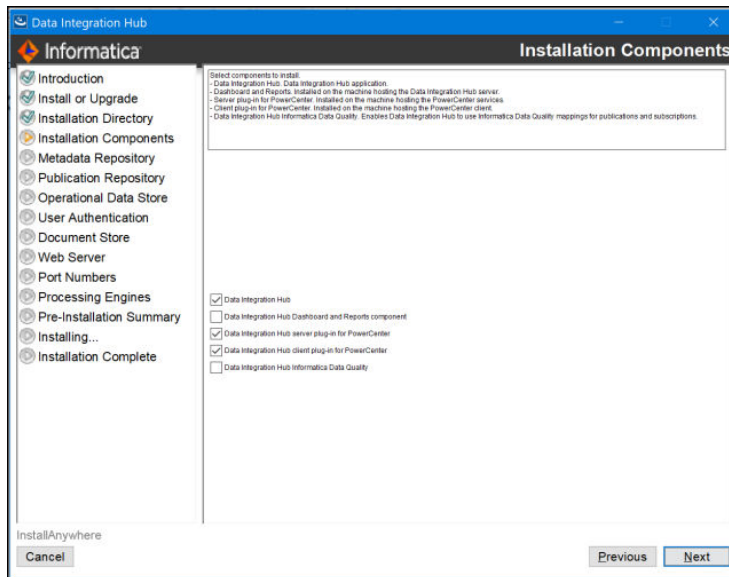 Data Integration Hub
Informatica
Installation Components
Introduction
Install or Upgrade
Installation Directory
Installation Components
Metadata Repository
Publication Repository
Operational Data Store
User Authentication
Document Store
Web Server
Port Numbers
Processing Engines
Pre-Installation Summary
Installing...
Installation Complete
Select components to install.
- Data Integration Hub. Data Integration Hub application.
- Dashboard and Reports. Installed on the machine hosting the Data Integration Hub server.
- Server plug-in for PowerCenter. Installed on the machine hosting the PowerCenter services.
- Client plug-in for PowerCenter. Installed on the machine hosting the PowerCenter client.
- Data Integration Hub Informatica Data Quality. Enables Data Integration Hub to use Informatica Data Quality mappings for publications and subscriptions.
Data Integration Hub
Data Integration Hub Dashboard and Reports component
Data Integration Hub server plug-in for PowerCenter
Data Integration Hub client plug-in for PowerCenter
Data Integration Hub Informatica Data Quality
InstallAnywhere
Cancel
Previous
Next